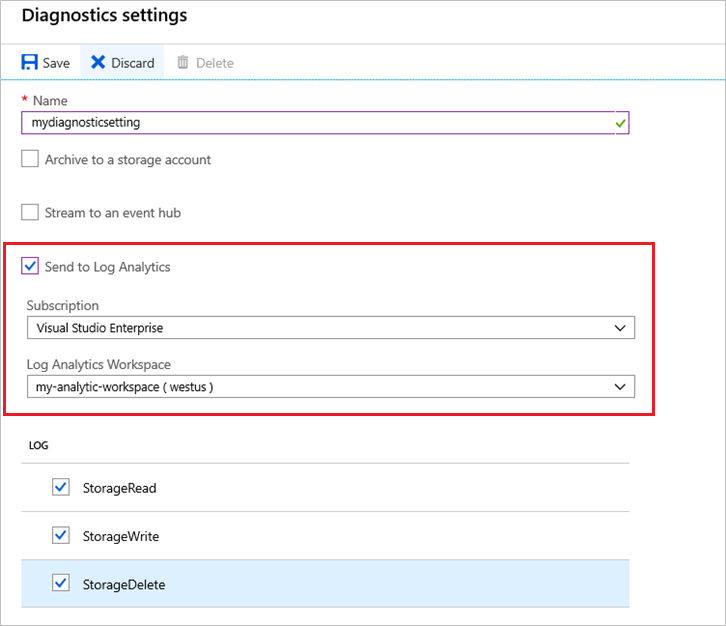 Diagnostics settings
Save Discard Delete
* Name
mydiagnosticsetting
Archive to a storage account
Stream to an event hub
Send to Log Analytics
Subscription
Visual Studio Enterprise
Log Analytics Workspace
my-analytic-workspace ( westus )
LOG
StorageRead
StorageWrite
StorageDelete